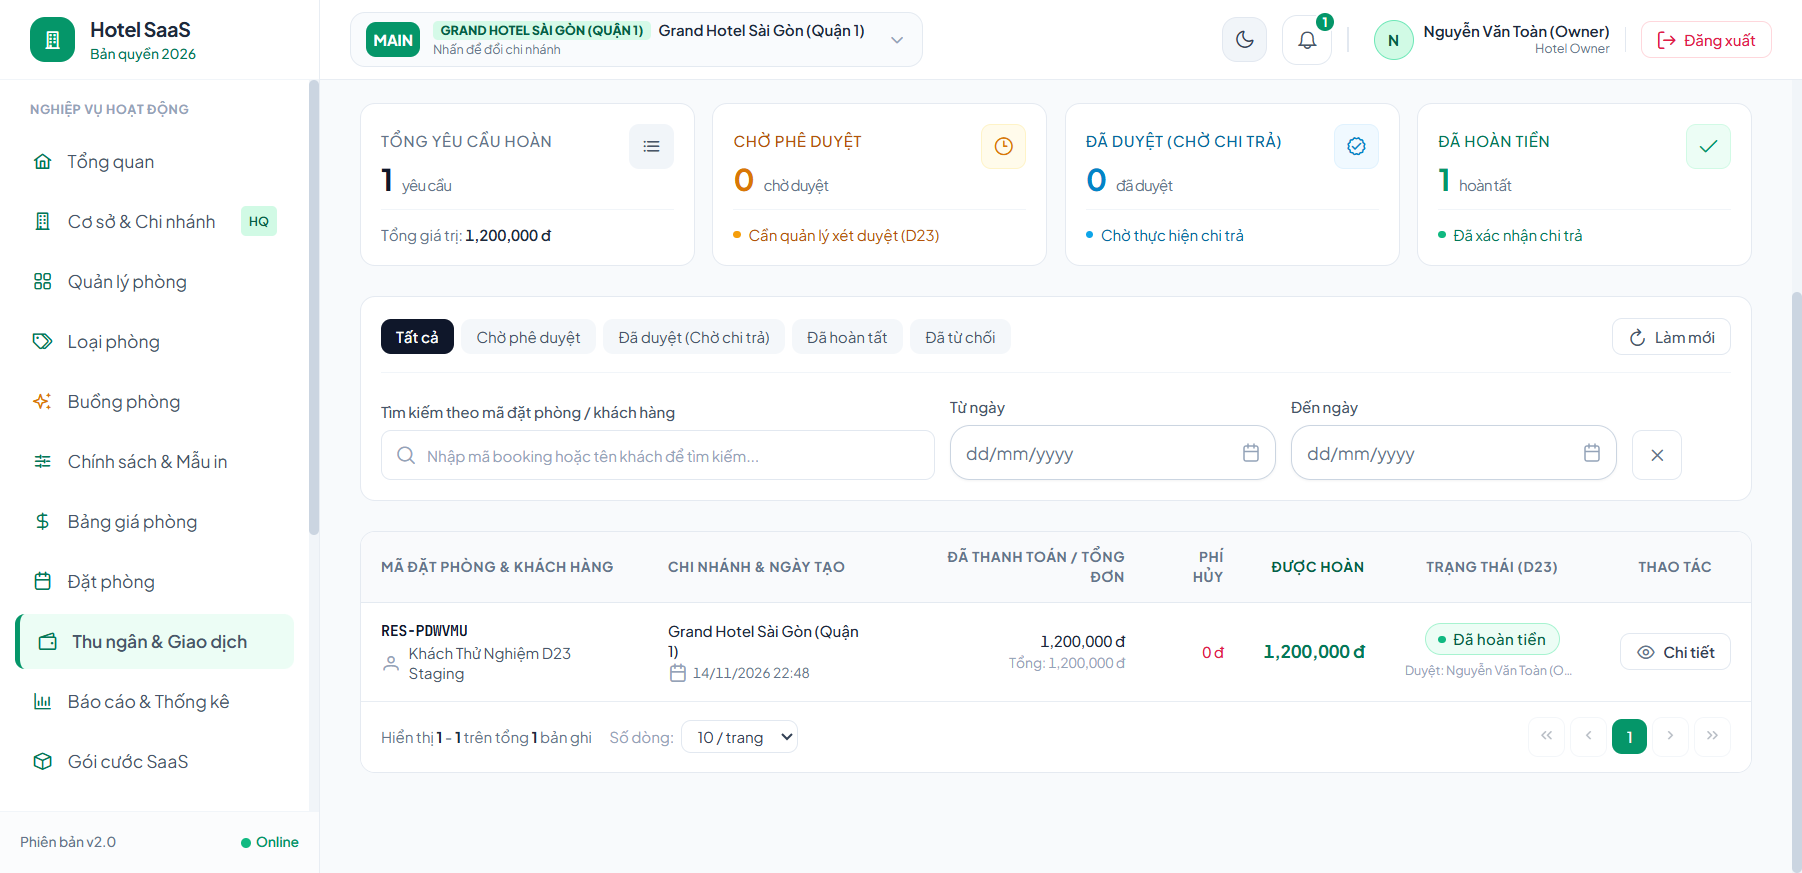 Hotel SaaS
Bản quyền 2026
MAIN
GRAND HOTEL SÀI GÒN (QUẬN 1) Grand Hotel Sài Gòn (Quận 1)
Nhấn để đổi chi nhánh
1
N
Nguyễn Văn Toàn (Owner)
Hotel Owner
Đăng xuất
NGHIỆP VỤ HOẠT ĐỘNG
Tổng quan
Cơ sở & Chi nhánh HQ
Quản lý phòng
Loại phòng
Buồng phòng
Chính sách & Mẫu in
Bảng giá phòng
Đặt phòng
Thu ngân & Giao dịch
Báo cáo & Thống kê
Gói cước SaaS
Phiên bản v2.0
Online
TỔNG YÊU CẦU HOÀN
1 yêu cầu
Tổng giá trị: 1,200,000 đ
CHỜ PHÊ DUYỆT
0 chờ duyệt
Cần quản lý xét duyệt (D23)
ĐÃ DUYỆT (CHỜ CHI TRẢ)
0 đã duyệt
Chờ thực hiện chi trả
ĐÃ HOÀN TIỀN
1 hoàn tất
Đã xác nhận chi trả
Tất cả
Chờ phê duyệt
Đã duyệt (Chờ chi trả)
Đã hoàn tất
Đã từ chối
Làm mới
Tìm kiếm theo mã đặt phòng / khách hàng
Nhập mã booking hoặc tên khách để tìm kiếm...
Từ ngày
dd/mm/yyyy
Đến ngày
dd/mm/yyyy
MÃ ĐẶT PHÒNG & KHÁCH HÀNG
CHI NHÁNH & NGÀY TẠO
ĐÃ THANH TOÁN / TỔNG
ĐƠN
PHÍ
HỦY
ĐƯỢC HOÀN
TRẠNG THÁI (D23)
THAO TÁC
RES-PDWVMU
Khách Thử Nghiệm D23
Staging
Grand Hotel Sài Gòn (Quận
1)
14/11/2026 22:48
1,200,000 đ
Tổng: 1,200,000 đ
0 đ
1,200,000 đ
Đã hoàn tiền
Duyệt: Nguyễn Văn Toàn (O...
Chi tiết
Hiển thị 1 - 1 trên tổng 1 bản ghi
Số dòng:
10 / trang
1